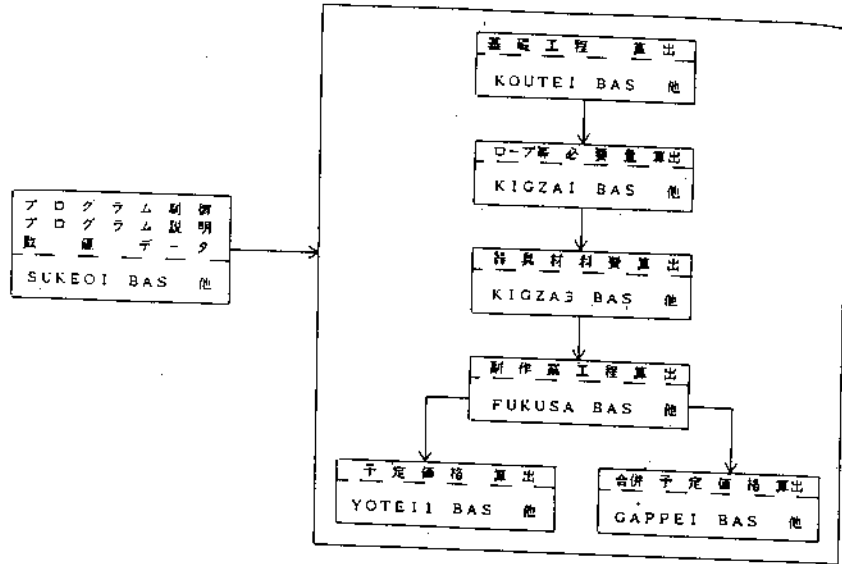 基礎工程 算出
KOUTEI BAS 他
ロープ等必要量算出
KIGZAI BAS 他
プログラム制御
プログラム説明
数値データ
SUKEOI BAS 他
器具材料費算出
KIGZA3 BAS 他
副作業工程算出
FUKUSA BAS 他
予定価格 算出
YOTEI1 BAS 他
合併予定価格算出
GAPPEI BAS 他